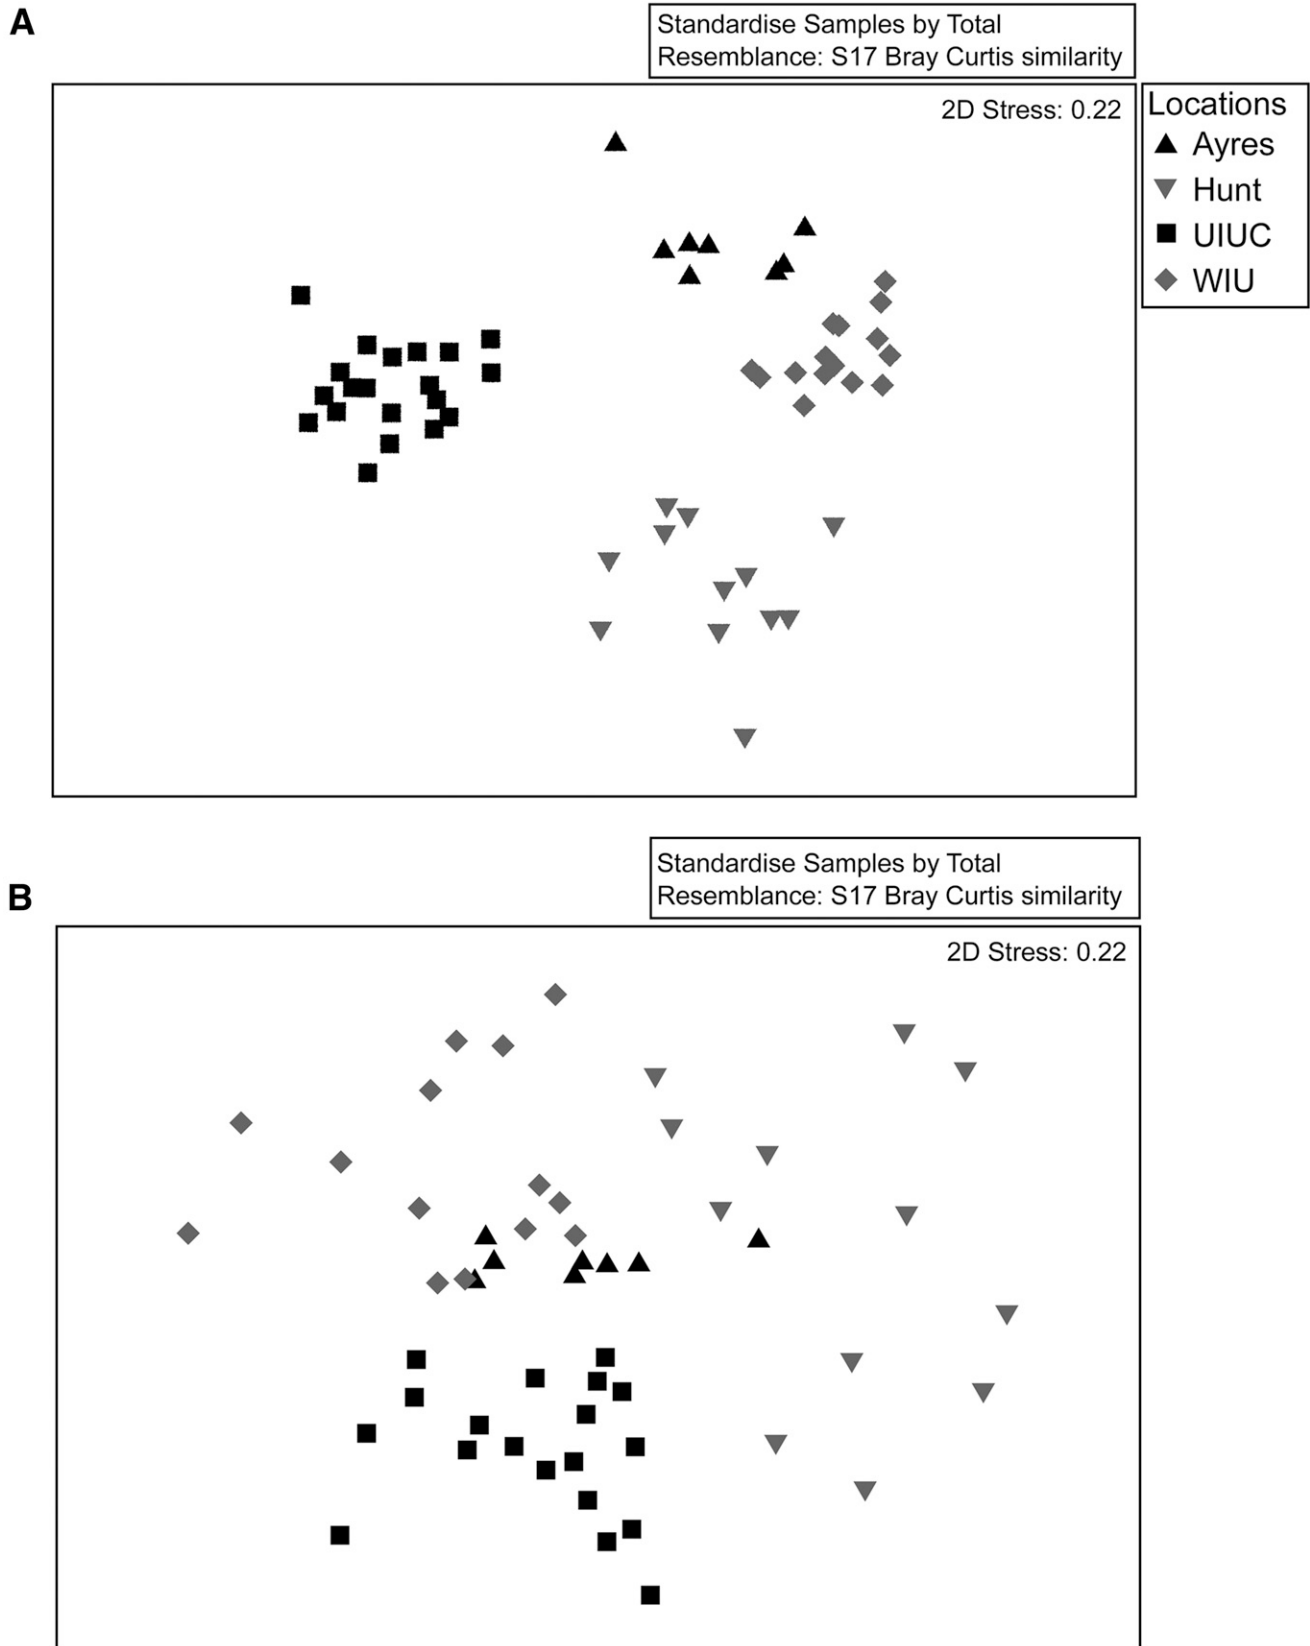 A
Standardise Samples by Total
Resemblance: S17 Bray Curtis similarity
2D Stress: 0.22
Locations
Ayres
Hunt
UIUC
WIU
B
Standardise Samples by Total
Resemblance: S17 Bray Curtis similarity
2D Stress: 0.22